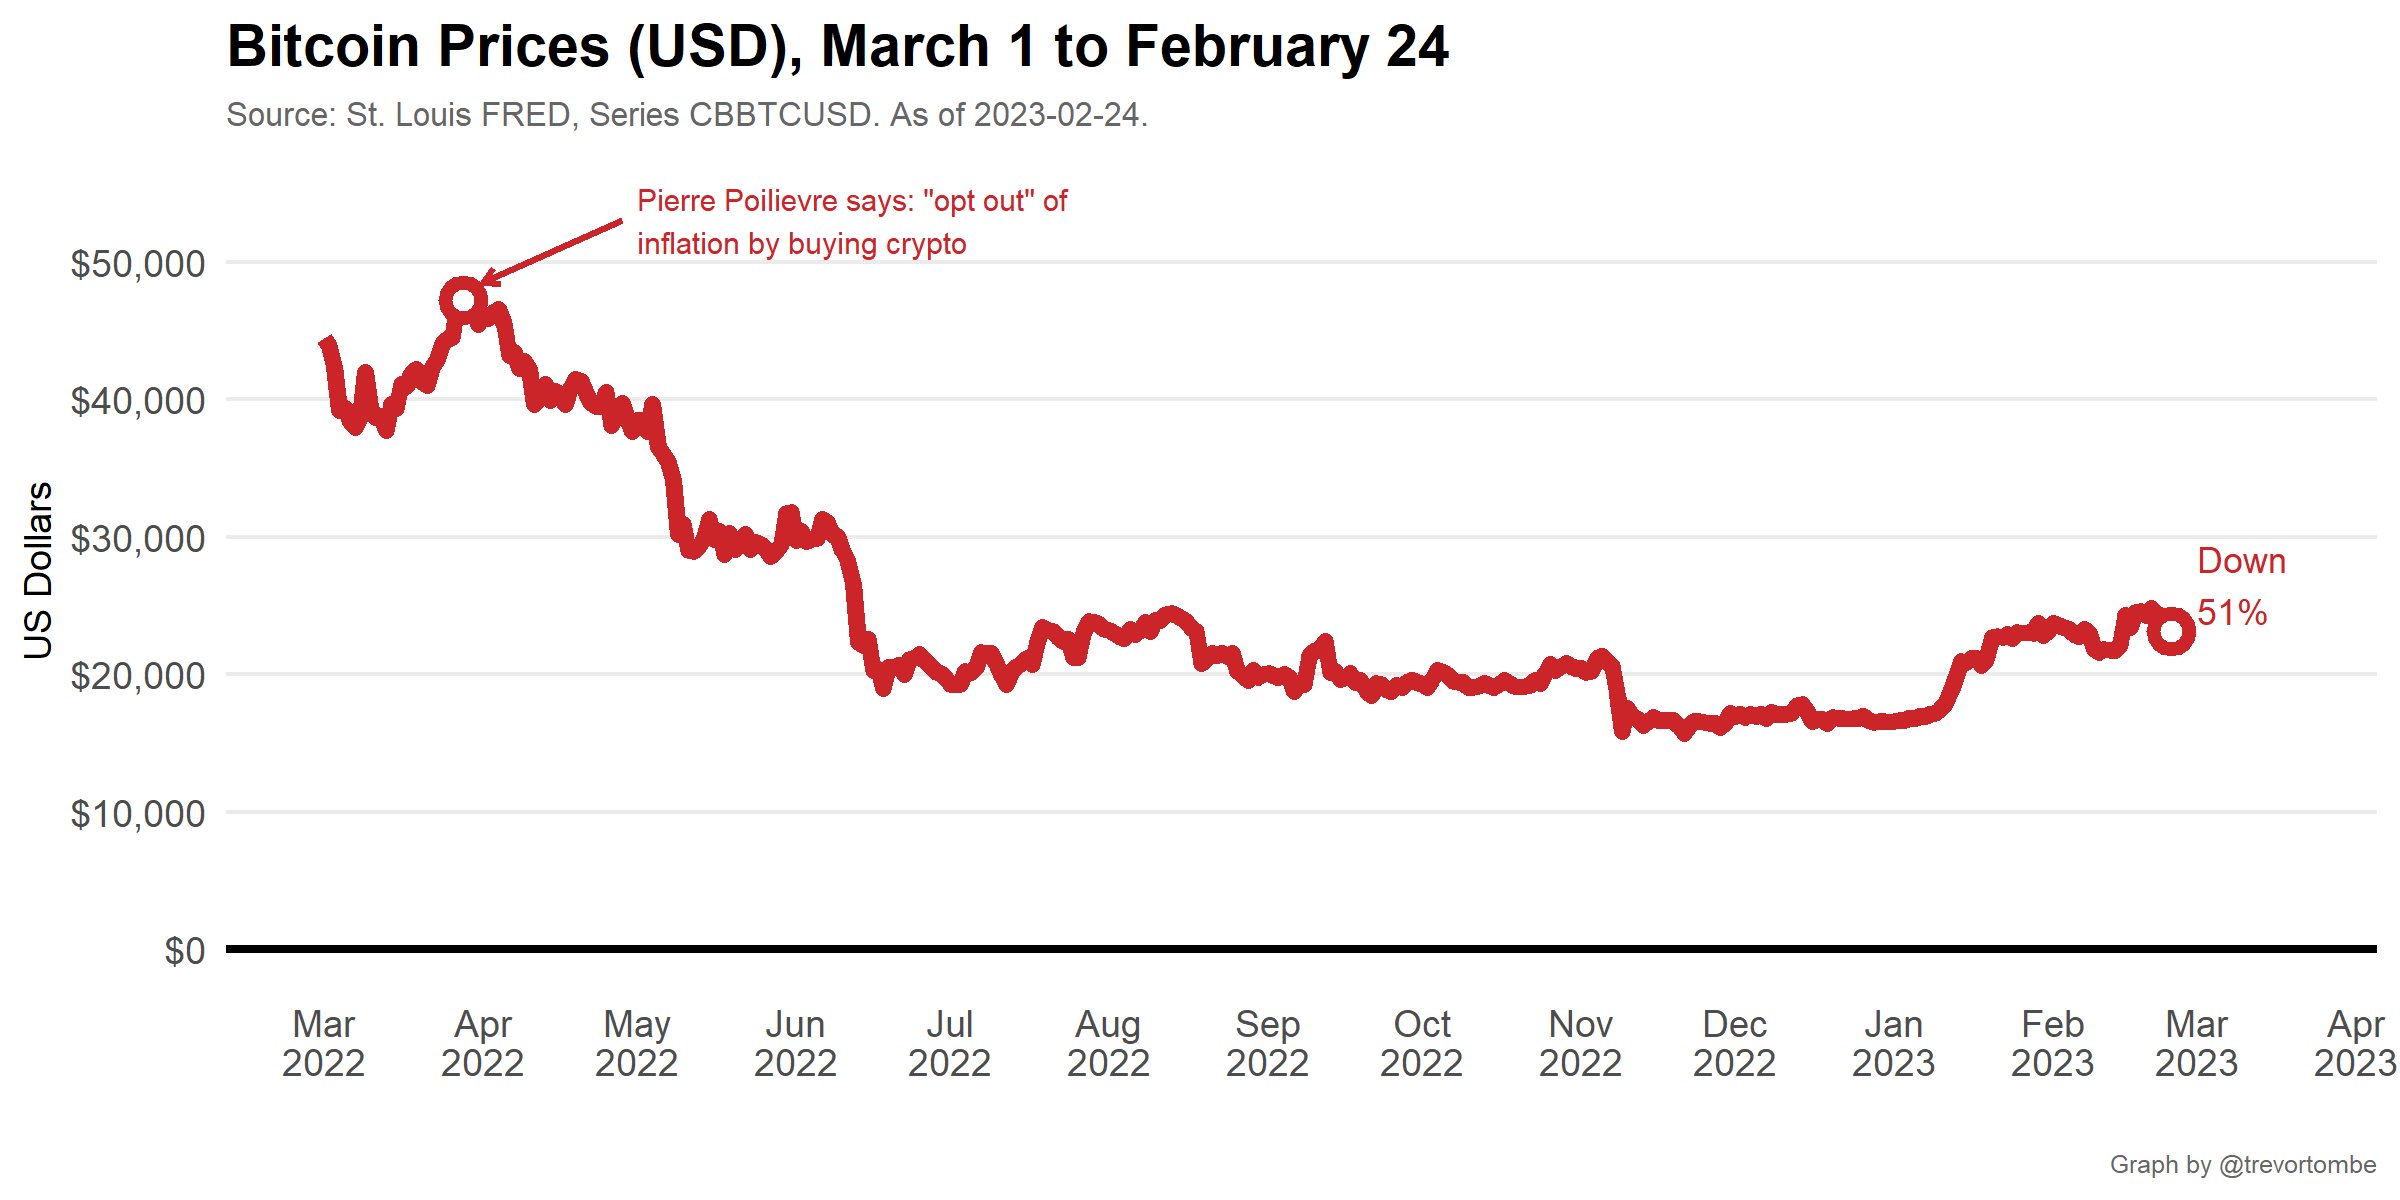 Bitcoin Prices (USD), March 1 to February 24
Source: St. Louis FRED, Series CBBTCUSD. As of 2023-02-24.
Pierre Poilievre says: "opt out" of
inflation by buying crypto
US Dollars
$50,000
$40,000
$30,000
$20,000
$10,000
$0
Down
51%
Mar Apr May Jun Jul Aug Sep Oct Nov Dec Jan Feb Mar Apr
2022 2022 2022 2022 2022 2022 2022 2022 2022 2022 2023 2023 2023 2023
Graph by @trevortombe